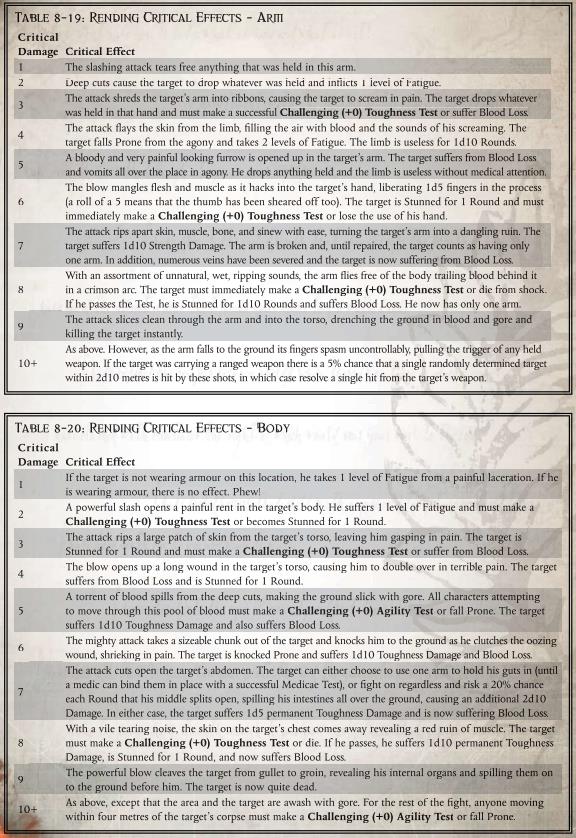 TABLE 8-19: RENDING CRITICAL EFFECTS - ARM
Critical
Damage Critical Effect
1 The slashing attack tears free anything that was held in this arm.
2 Deep cuts cause the target to drop whatever was held and inflicts 1 level of Fatigue.
3 The attack shreds the target's arm into ribbons, causing the target to scream in pain. The target drops whatever
was held in that hand and must make a successful Challenging (+0) Toughness Test or suffer Blood Loss.
4 The attack flays the skin from the limb, filling the air with blood and the sounds of his screaming. The
target falls Prone from the agony and takes 2 levels of Fatigue. The limb is useless for 1d10 Rounds.
5 A bloody and very painful looking furrow is opened up in the target's arm. The target suffers from Blood Loss
and vomits all over the place in agony. He drops anything held and the limb is useless without medical attention.
6 The blow mangles flesh and muscle as it hacks into the target's hand, liberating 1d5 fingers in the process
(a roll of a 5 means that the thumb has been sheared off too). The target is Stunned for 1 Round and must
immediately make a Challenging (+0) Toughness Test or lose the use of his hand.
7 The attack rips apart skin, muscle, bone, and sinew with ease, turning the target's arm into a dangling ruin. The
target suffers 1d10 Strength Damage. The arm is broken and, until repaired, the target counts as having only
one arm. In addition, numerous veins have been severed and the target is now suffering from Blood Loss.
8 With an assortment of unnatural, wet, ripping sounds, the arm flies free of the body trailing blood behind it
in a crimson arc. The target must immediately make a Challenging (+0) Toughness Test or die from shock.
If he passes the Test, he is Stunned for 1d10 Rounds and suffers Blood Loss. He now has only one arm.
9 The attack slices clean through the arm and into the torso, drenching the ground in blood and gore and
killing the target instantly.
10+ As above. However, as the arm falls to the ground its fingers spasm uncontrollably, pulling the trigger of any held
weapon. If the target was carrying a ranged weapon there is a 5% chance that a single randomly determined target
within 2d10 metres is hit by these shots, in which case resolve a single hit from the target's weapon.
TABLE 8-20: RENDING CRITICAL EFFECTS - BODY
Critical
Damage Critical Effect
1 If the target is not wearing armour on this location, he takes 1 level of Fatigue from a painful laceration. If he
is wearing armour, there is no effect. Phew!
2 A powerful slash opens a painful rent in the target's body. He suffers 1 level of Fatigue and must make a
Challenging (+0) Toughness Test or becomes Stunned for 1 Round.
3 The attack rips a large patch of skin from the target's torso, leaving him gasping in pain. The target is
Stunned for 1 Round and must make a Challenging (+0) Toughness Test or suffer from Blood Loss.
4 The blow opens up a long wound in the target's torso, causing him to double over in terrible pain. The target
suffers from Blood Loss and is Stunned for 1 Round.
5 A torrent of blood spills from the deep cuts, making the ground slick with gore. All characters attempting
to move through this pool of blood must make a Challenging (+0) Agility Test or fall Prone. The target
suffers 1d10 Toughness Damage and also suffers Blood Loss.
6 The mighty attack takes a sizeable chunk out of the target and knocks him to the ground as he clutches the oozing
wound, shrieking in pain. The target is knocked Prone and suffers 1d10 Toughness Damage and Blood Loss.
7 The attack cuts open the target's abdomen. The target can either choose to use one arm to hold his guts in (until
a medic can bind them in place with a successful Medicae Test), or fight on regardless and risk a 20% chance
each Round that his middle splits open, spilling his intestines all over the ground, causing an additional 2d10
Damage. In either case, the target suffers 1d5 permanent Toughness Damage and is now suffering Blood Loss.
8 With a vile tearing noise, the skin on the target's chest comes away revealing a red ruin of muscle. The target
must make a Challenging (+0) Toughness Test or die. If he passes, he suffers 1d10 permanent Toughness
Damage, is Stunned for 1 Round, and now suffers Blood Loss.
9 The powerful blow cleaves the target from gullet to groin, revealing his internal organs and spilling them on
to the ground before him. The target is now quite dead.
10+ As above, except that the area and the target are awash with gore. For the rest of the fight, anyone moving
within four metres of the target's corpse must make a Challenging (+0) Agility Test or fall Prone.